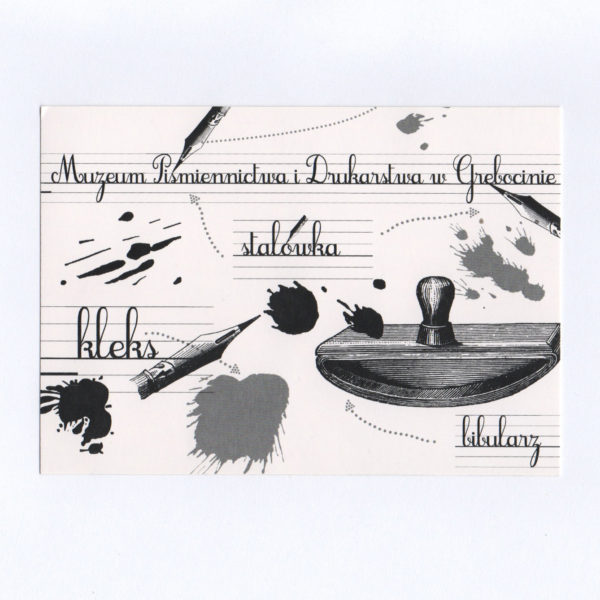 Muzeum Piśmiennictwa i Drukarstwa w Grębocinie
stalówka
kleks
bibularz